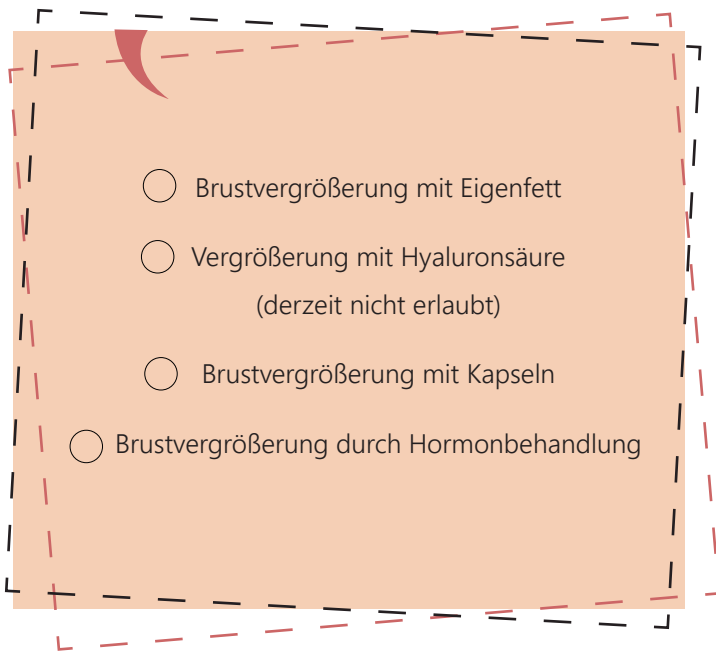 Brustvergrößerung mit Eigenfett
Vergrößerung mit Hyaluronsäure
(derzeit nicht erlaubt)
Brustvergrößerung mit Kapseln
Brustvergrößerung durch Hormonbehandlung